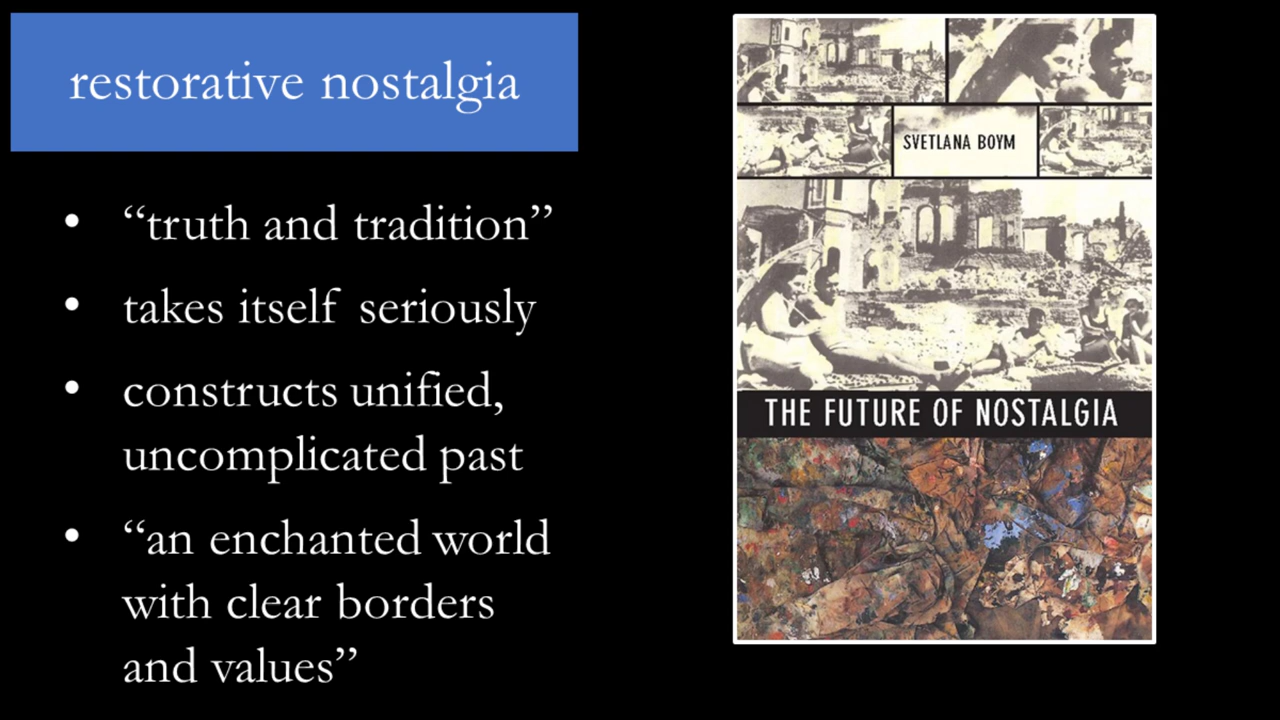 restorative nostalgia
• “truth and tradition”
• takes itself seriously
• constructs unified,
uncomplicated past
• “an enchanted world
with clear borders
and values”
SVETLANA BOYM
THE FUTURE OF NOSTALGIA